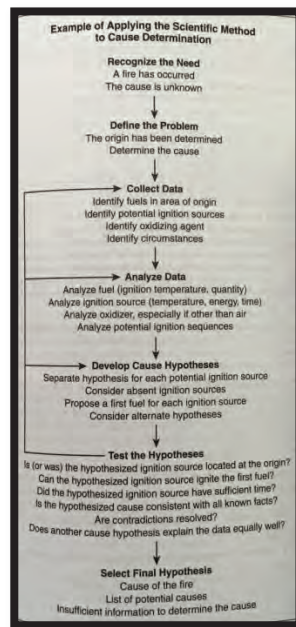 Example of Applying the Scientific Method
to Cause Determination
Recognize the Need
A fire has occurred
The cause is unknown
Define the Problem
The origin has been determined
Determine the cause
Collect Data
Identify fuels in area of origin
Identify potential ignition sources
Identify oxidizing agent
Identify circumstances
Analyze Data
Analyze fuel (ignition temperature, quantity)
Analyze ignition source (temperature, energy, time)
Analyze oxidizer, especially if other than air
Analyze potential ignition sequences
Develop Cause Hypotheses
Separate hypothesis for each potential ignition source
Consider absent ignition sources
Propose a first fuel for each ignition source
Consider alternate hypotheses
Test the Hypotheses
Is (or was) the hypothesized ignition source located at the origin?
Can the hypothesized ignition source ignite the first fuel?
Did the hypothesized ignition source have sufficient time?
Is the hypothesized cause consistent with all known facts?
Are contradictions resolved?
Does another cause hypothesis explain the data equally well?
Select Final Hypothesis
Cause of the fire
List of potential causes
Insufficient information to determine the cause